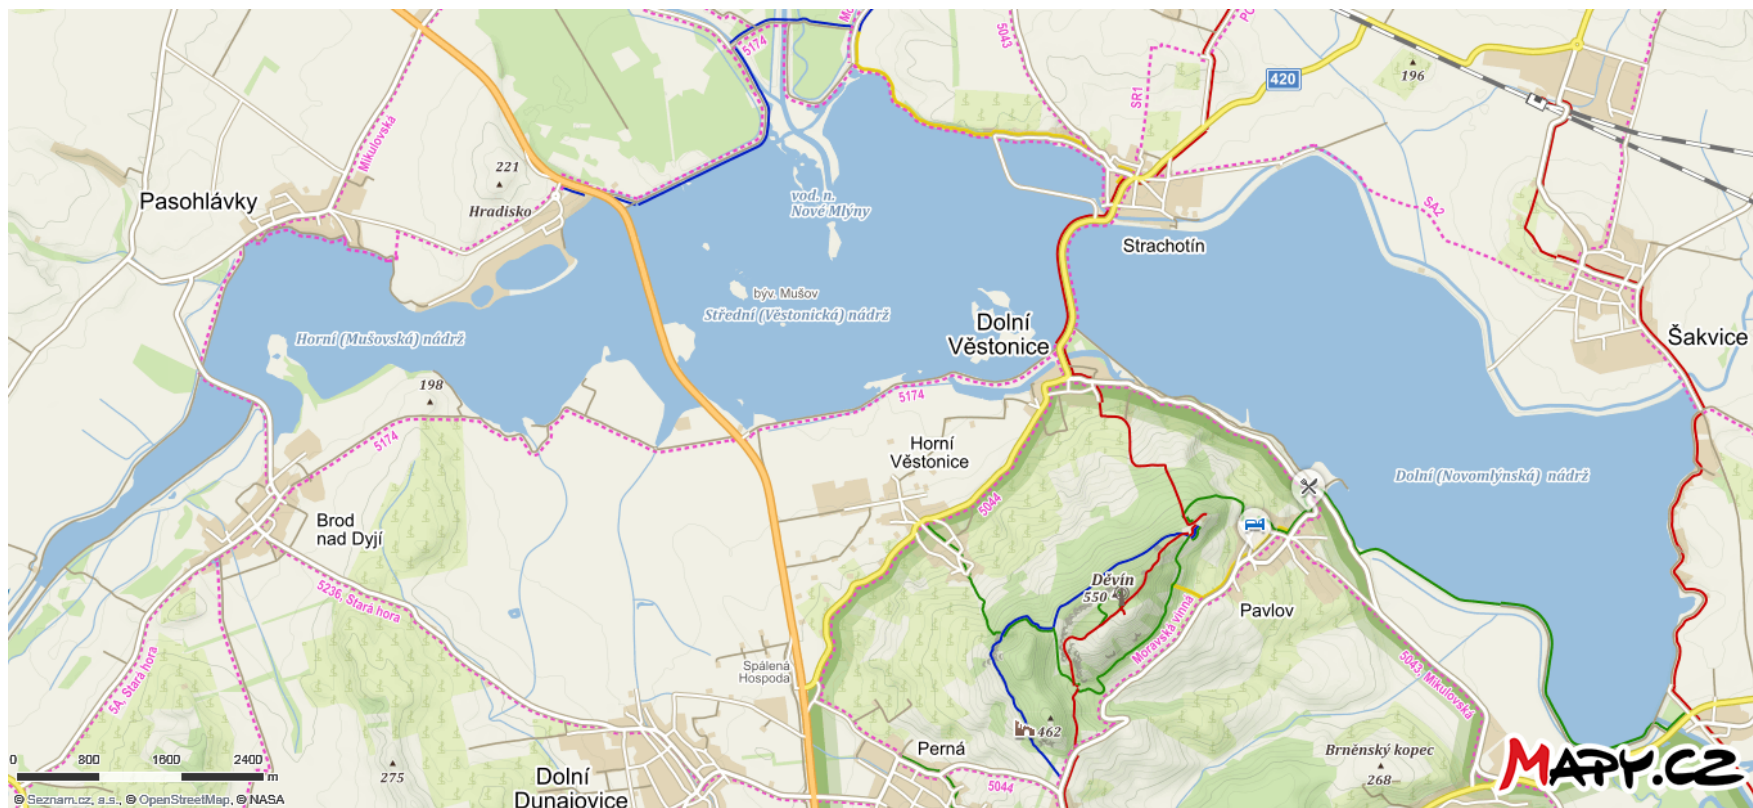 5174
5043
PO
420
196
SR1
Mikulovská
221
Hradisko
Pasohlávky
vod. n.
Nové Mlýny
SA2
Strachotín
býv. Mušov
Střední (Věstonická) nádrž
Horní (Mušovská) nádrž
Dolní
Věstonice
Šakvice
198
5174
5174
Horní
Věstonice
Dolní (Novomlýnská) nádrž
5044
Brod
nad Dyjí
5236, Stará hora
Děvín
550
Pavlov
Moravská vinná
5A, Stará hora
Spálená
Hospoda
5043, Mikulovská
462
Perná
Brněnský kopec
268
275
Dolní
Dunajovice
5044
0 800 1600 2400 m
© Seznam.cz, a.s., © OpenStreetMap, © NASA
MAPY.CZ